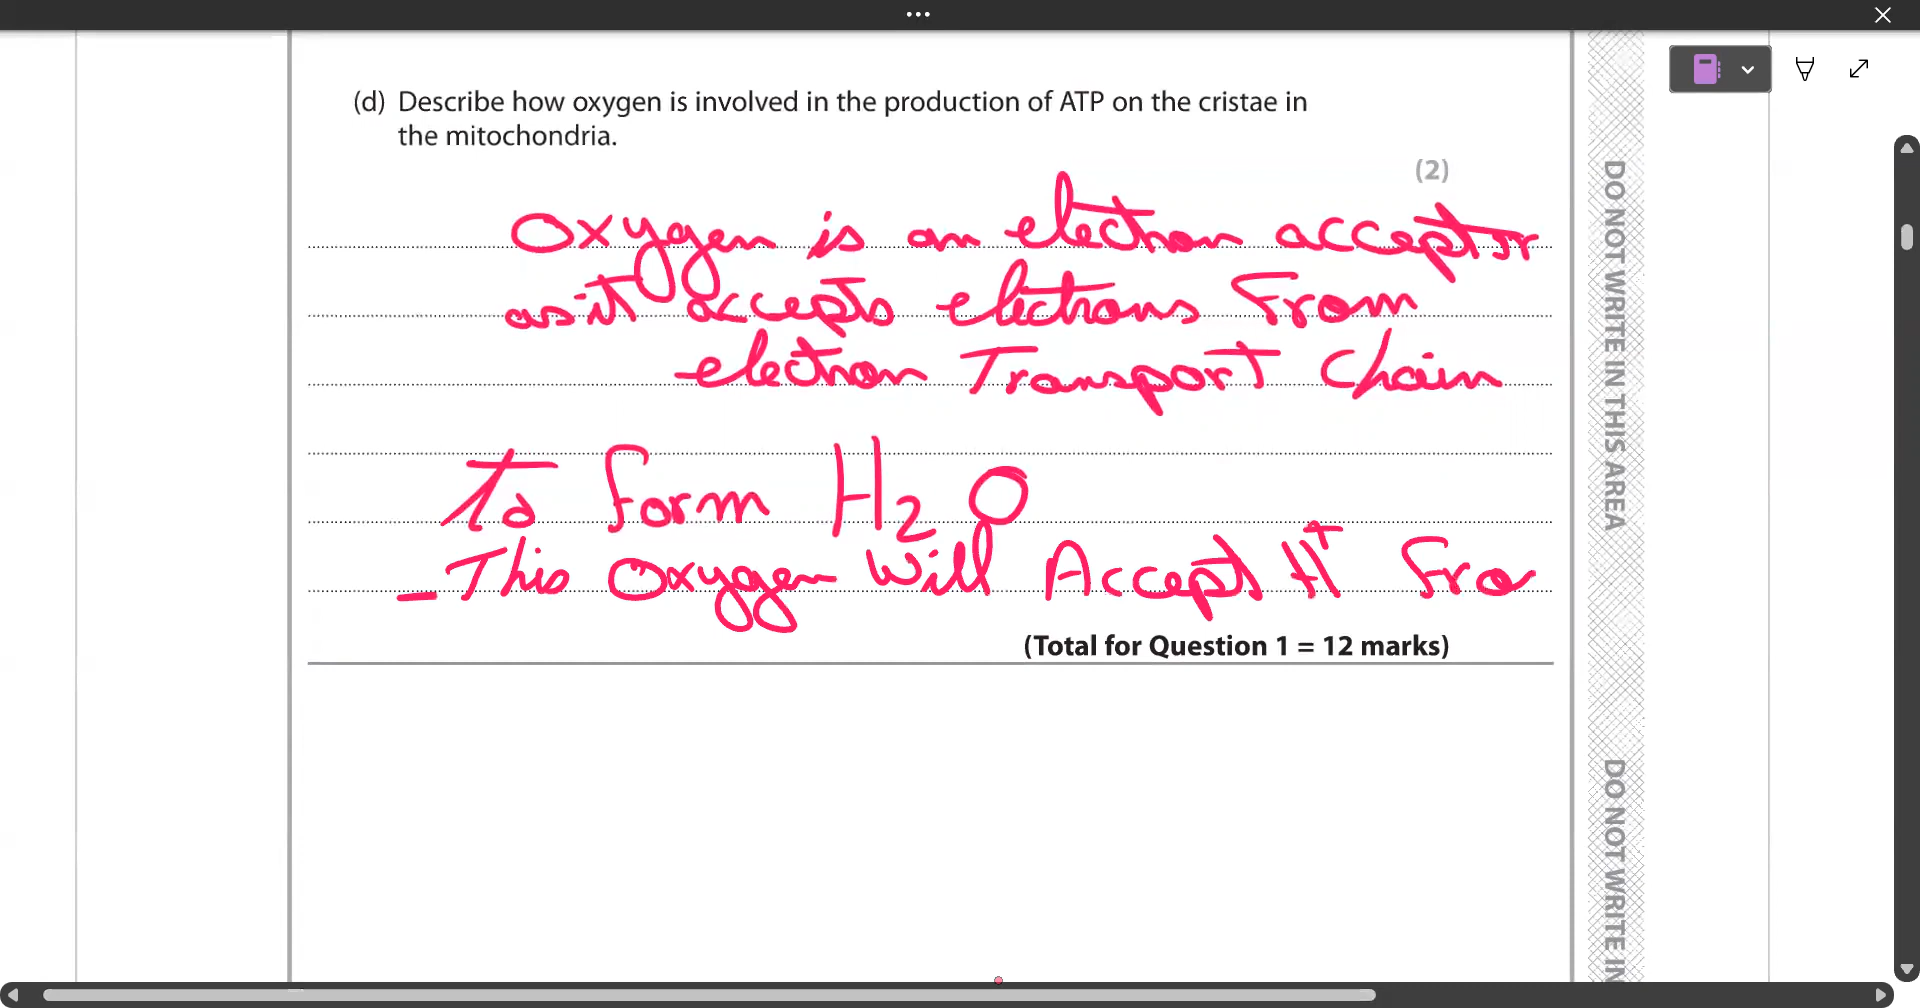 (d) Describe how oxygen is involved in the production of ATP on the cristae in
the mitochondria.
(2)
Oxygen is an electron acceptor
as it accepts electrons From
electron Transport Chain
To form H₂O
- This Oxygen Will Accept H⁺ Fro
(Total for Question 1 = 12 marks)
DO NOT WRITE IN THIS AREA
DO NOT WRITE IN